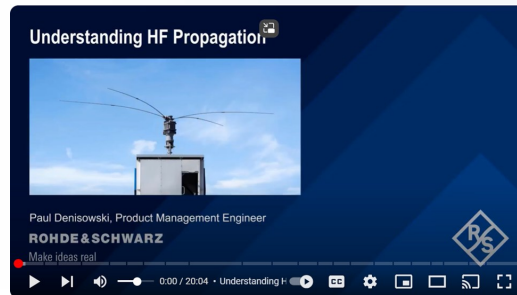 Understanding HF Propagation
Paul Denisowski, Product Management Engineer
ROHDE&SCHWARZ
Make ideas real
R&S
0:00 / 20:04 • Understanding H
CC